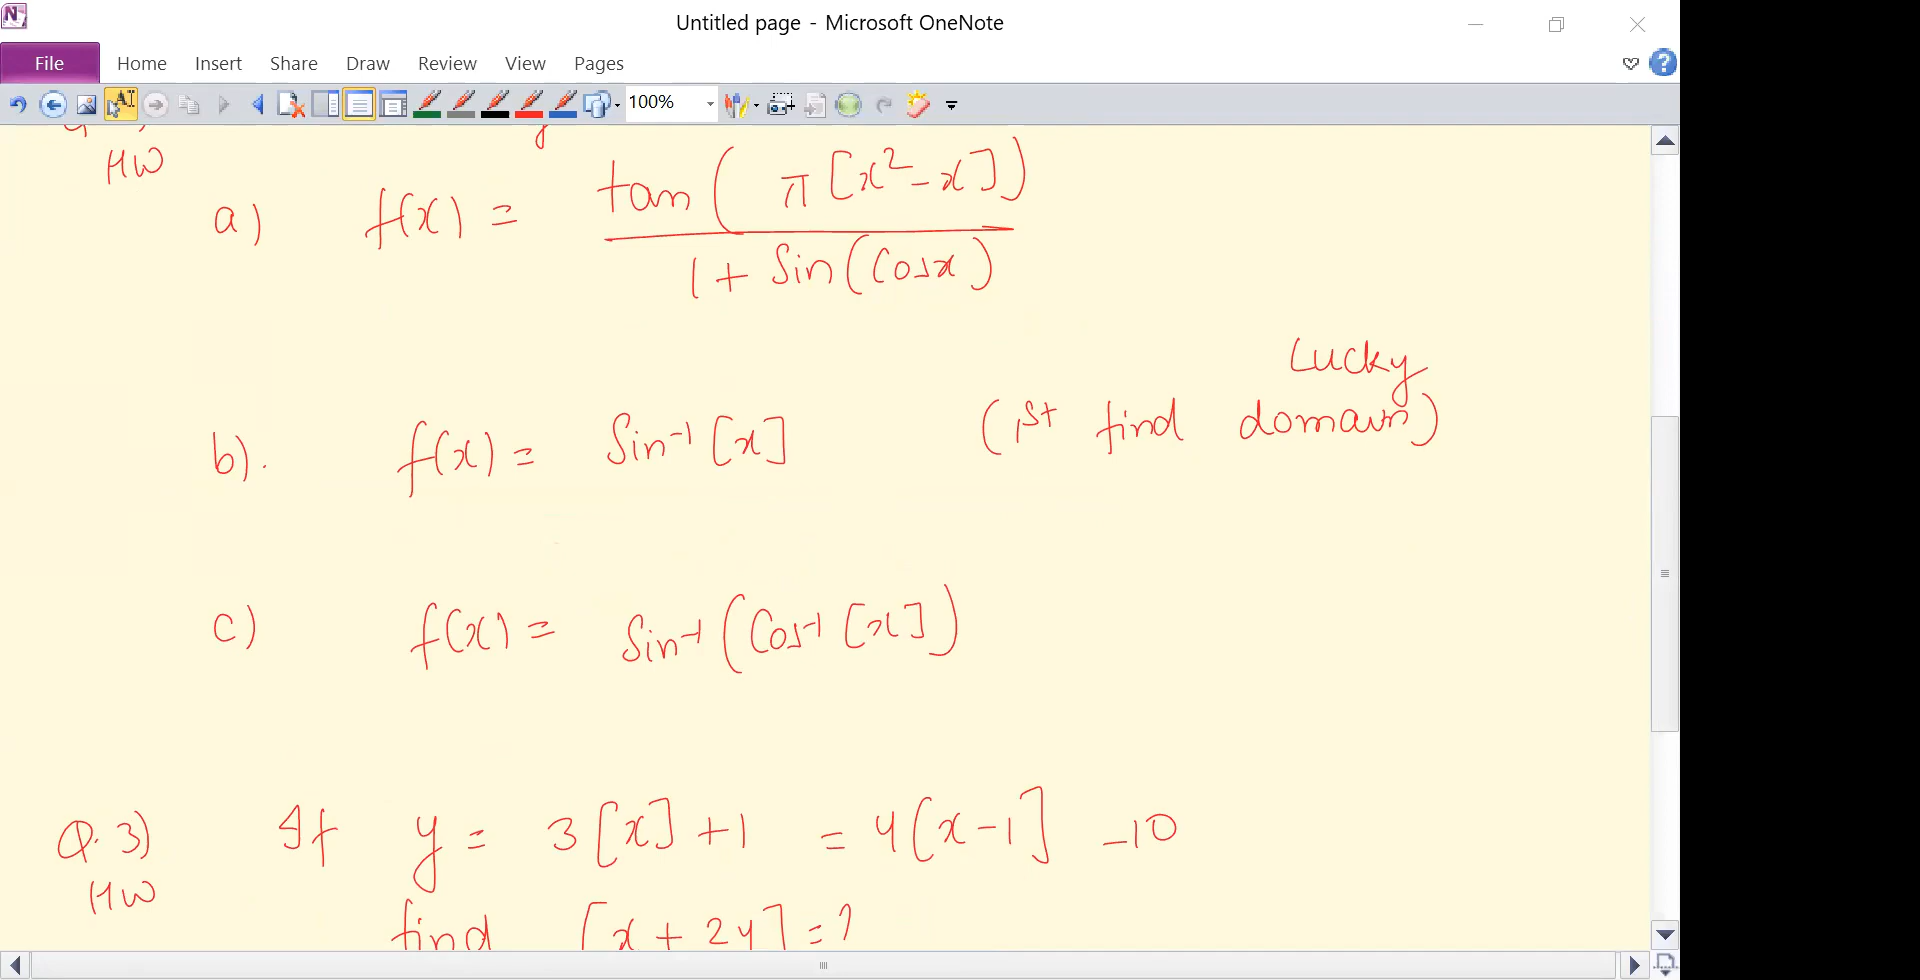 Untitled page - Microsoft OneNote
File Home Insert Share Draw Review View Pages
100%
HW
a) f(x) = tan( π [x² - x] ) / 1 + Sin(Cosx)
Lucky
b). f(x) = Sin⁻¹ [x] (1st find domain)
c) f(x) = Sin⁻¹ (Cos⁻¹ [x])
Q.3) If y = 3 [x] + 1 = 4 [x - 1] - 10
HW
find [x + 2y] = ?